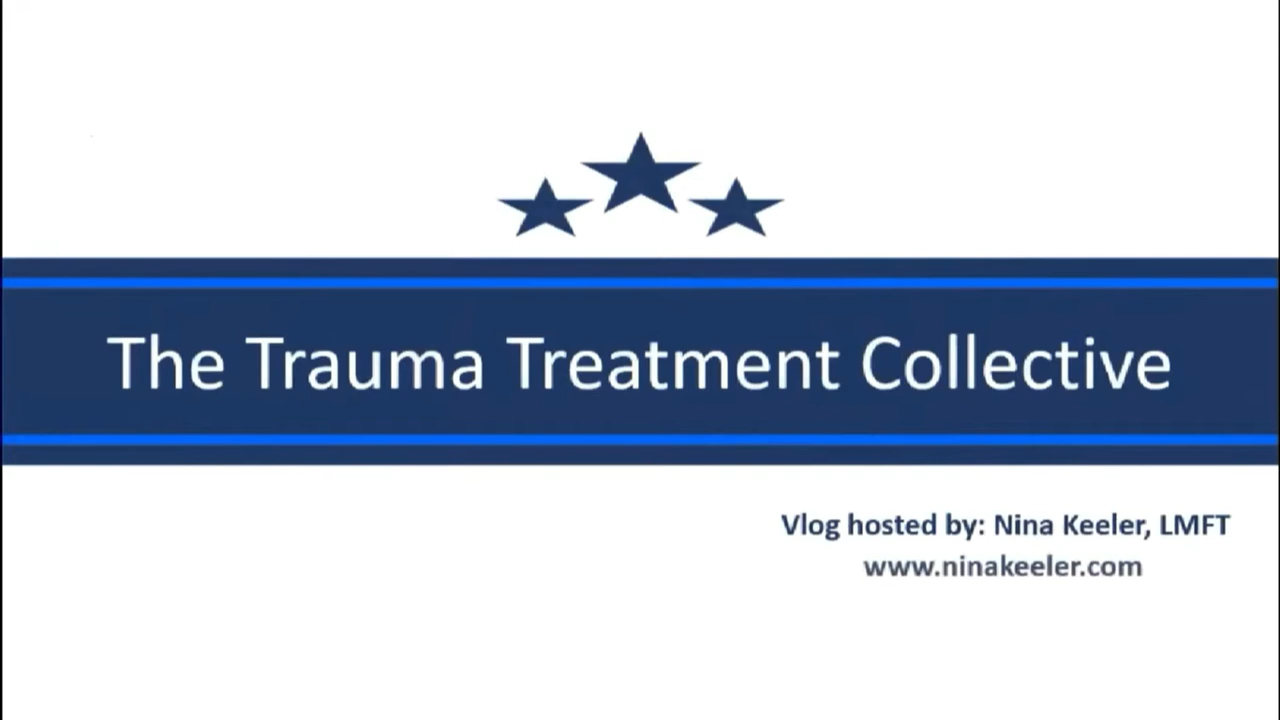 The Trauma Treatment Collective
Vlog hosted by: Nina Keeler, LMFT
www.ninakeeler.com